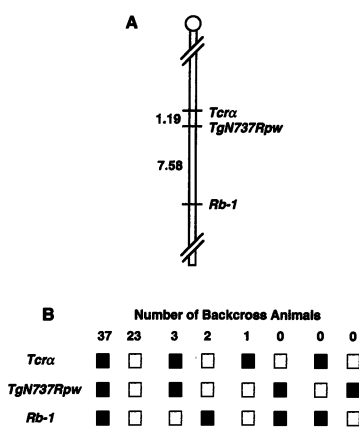 A
Tcrα
1.19
TgN737Rpw
7.58
Rb-1
B Number of Backcross Animals
37 23 3 2 1 0 0 0
Tcrα
TgN737Rpw
Rb-1